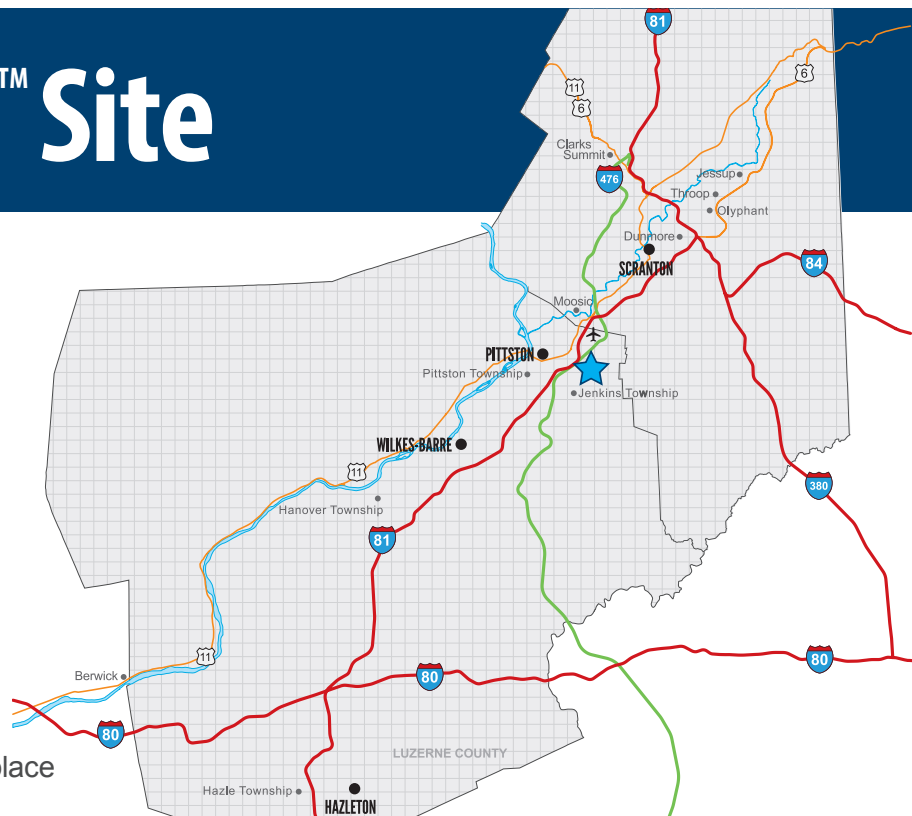 ™ Site
81
11
6
6
Clarks
Summit
476
Jessup
Throop
Olyphant
Dunmore
SCRANTON
84
Moosic
PITTSTON
Pittston Township
Jenkins Township
WILKES-BARRE
11
380
Hanover Township
81
11
80
Berwick
80
80
LUZERNE COUNTY
place
Hazle Township
HAZLETON